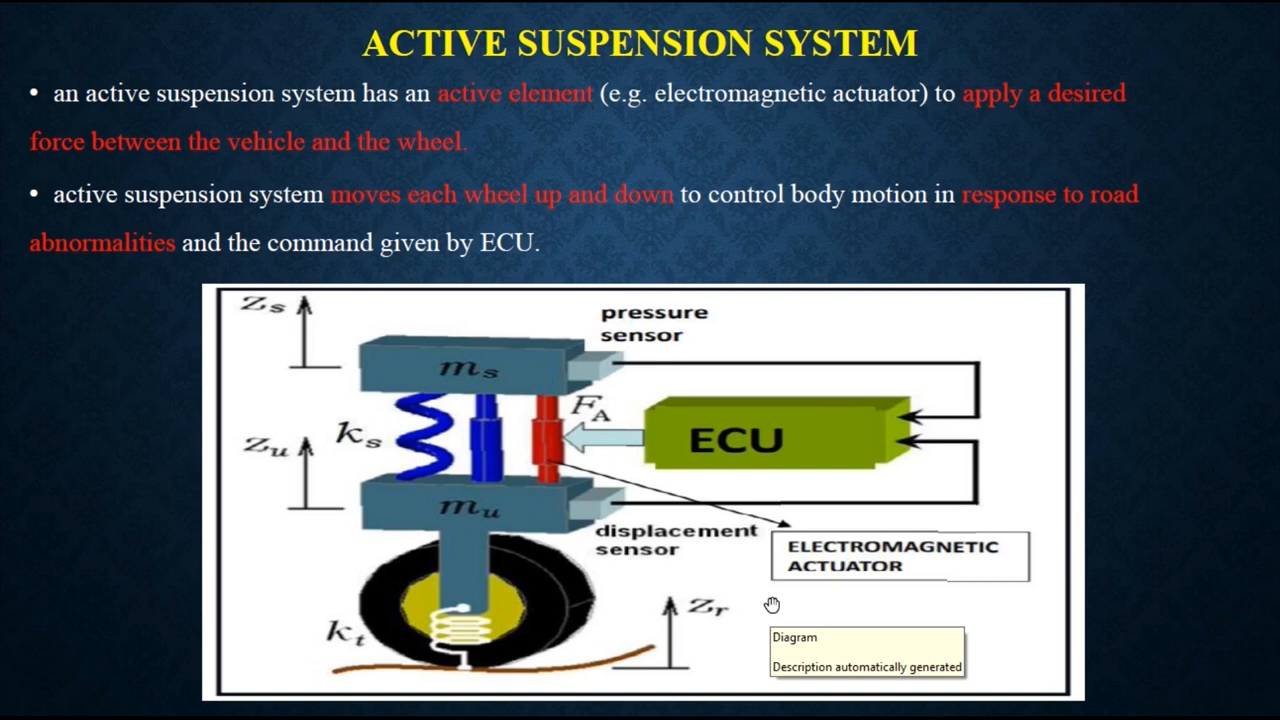 ACTIVE SUSPENSION SYSTEM
• an active suspension system has an active element (e.g. electromagnetic actuator) to apply a desired
force between the vehicle and the wheel.
• active suspension system moves each wheel up and down to control body motion in response to road
abnormalities and the command given by ECU.
Zs
pressure
sensor
ms
FA
ks
ECU
Zu
mu
displacement
sensor
ELECTROMAGNETIC
ACTUATOR
Zr
kt
Diagram
Description automatically generated